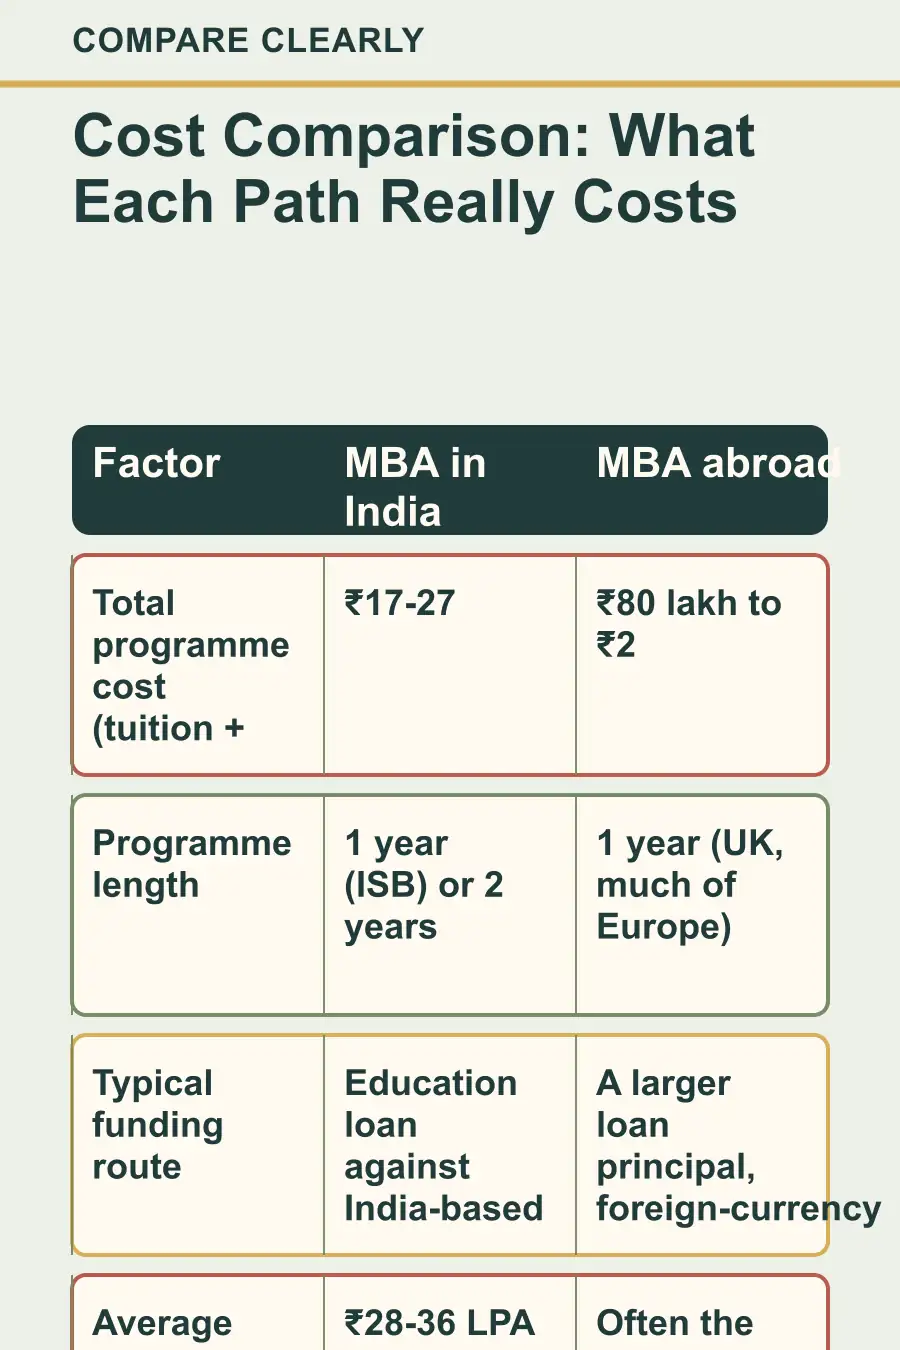 COMPARE CLEARLY
Cost Comparison: What
Each Path Really Costs
Factor
MBA in
India
MBA abroad
Total
programme
cost
(tuition +
₹17-27
₹80 lakh to
₹2
Programme
length
1 year
(ISB) or 2
years
1 year (UK,
much of
Europe)
Typical
funding
route
Education
loan
against
India-based
A larger
loan
principal,
foreign-currency
Average
₹28-36 LPA
Often the